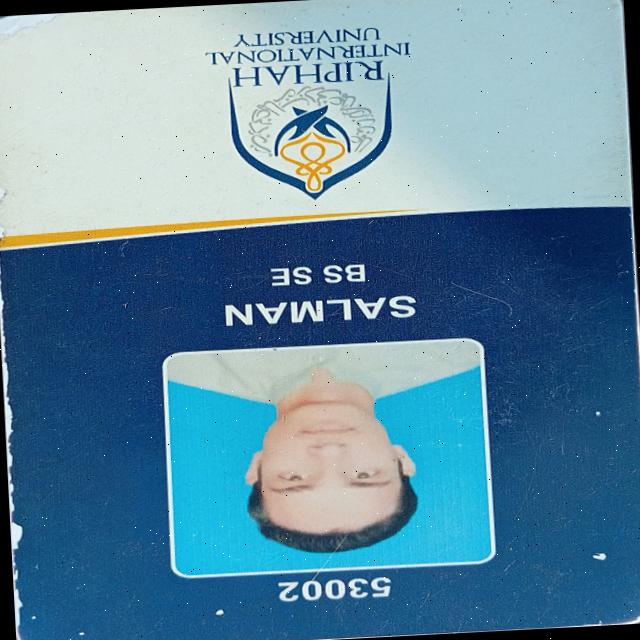 53002
SALMAN
BS SE
RIPHAH
INTERNATIONAL
UNIVERSITY